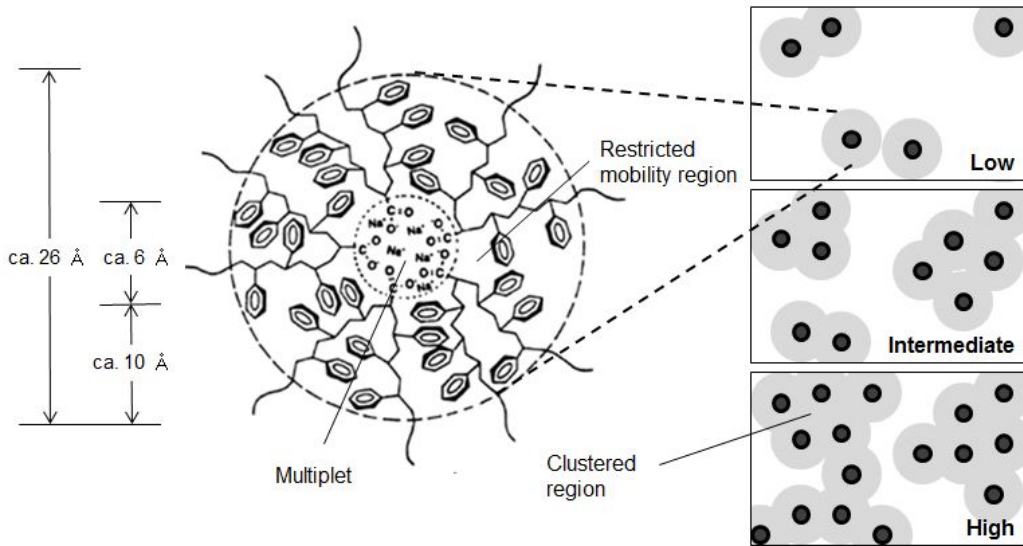 ca. 26 Å
ca. 6 Å
ca. 10 Å
Restricted
mobility region
Multiplet
Clustered
region
Low
Intermediate
High